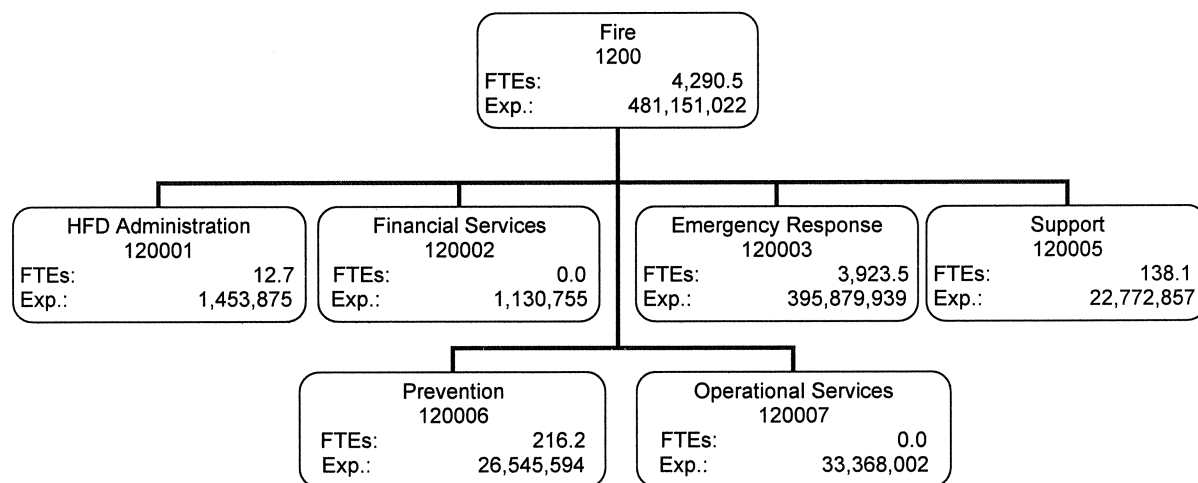 Fire
1200
FTEs: 4,290.5
Exp.: 481,151,022
HFD Administration
120001
FTEs: 12.7
Exp.: 1,453,875
Financial Services
120002
FTEs: 0.0
Exp.: 1,130,755
Emergency Response
120003
FTEs: 3,923.5
Exp.: 395,879,939
Support
120005
FTEs: 138.1
Exp.: 22,772,857
Prevention
120006
FTEs: 216.2
Exp.: 26,545,594
Operational Services
120007
FTEs: 0.0
Exp.: 33,368,002